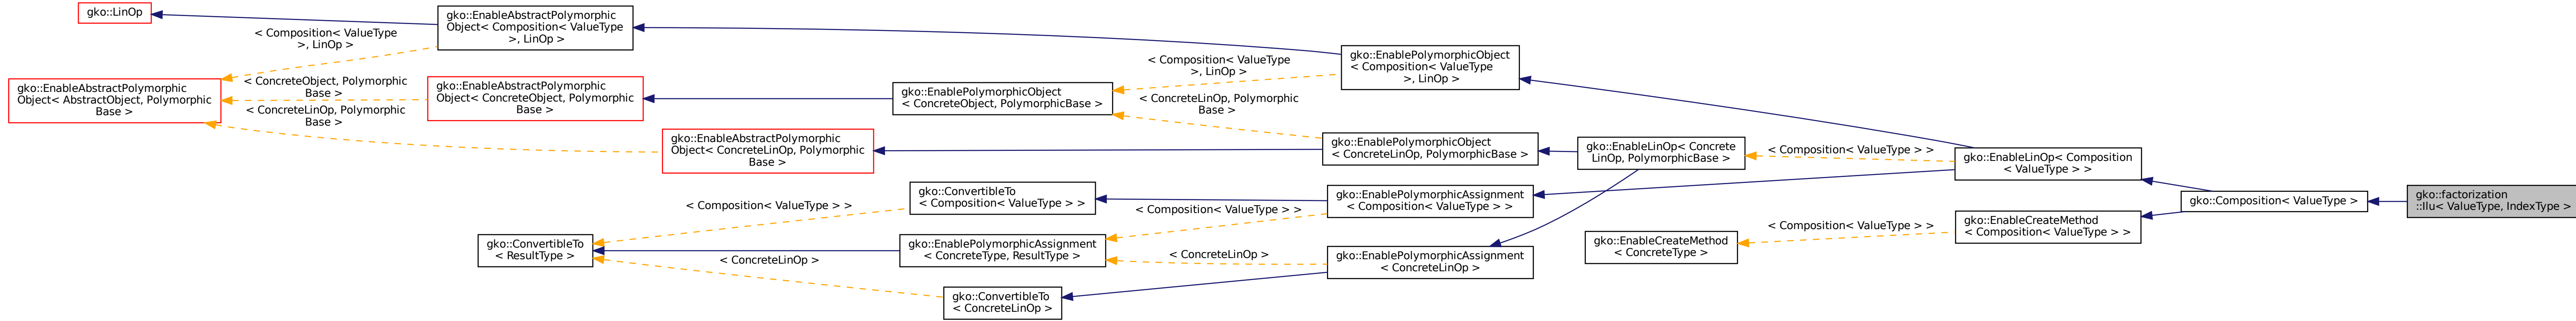 gko::LinOp
gko::EnableAbstractPolymorphic
Object< Composition< ValueType
>, LinOp >
< Composition< ValueType
>, LinOp >
gko::EnableAbstractPolymorphic
Object< AbstractObject, Polymorphic
Base >
< ConcreteObject, Polymorphic
Base >
< ConcreteLinOp, Polymorphic
Base >
gko::EnableAbstractPolymorphic
Object< ConcreteObject, Polymorphic
Base >
gko::EnableAbstractPolymorphic
Object< ConcreteLinOp, Polymorphic
Base >
gko::EnablePolymorphicObject
< ConcreteObject, PolymorphicBase >
< Composition< ValueType
>, LinOp >
< ConcreteLinOp, Polymorphic
Base >
gko::EnablePolymorphicObject
< Composition< ValueType
>, LinOp >
gko::EnablePolymorphicObject
< ConcreteLinOp, PolymorphicBase >
gko::EnableLinOp< Concrete
LinOp, PolymorphicBase >
< Composition< ValueType > >
gko::EnableLinOp< Composition
< ValueType > >
gko::ConvertibleTo
< Composition< ValueType > >
< Composition< ValueType > >
gko::EnablePolymorphicAssignment
< Composition< ValueType > >
< Composition< ValueType > >
gko::ConvertibleTo
< ResultType >
gko::EnablePolymorphicAssignment
< ConcreteType, ResultType >
< ConcreteLinOp >
< ConcreteLinOp >
gko::EnablePolymorphicAssignment
< ConcreteLinOp >
gko::ConvertibleTo
< ConcreteLinOp >
gko::EnableCreateMethod
< ConcreteType >
< Composition< ValueType > >
gko::EnableCreateMethod
< Composition< ValueType > >
gko::Composition< ValueType >
gko::factorization
::Ilu< ValueType, IndexType >